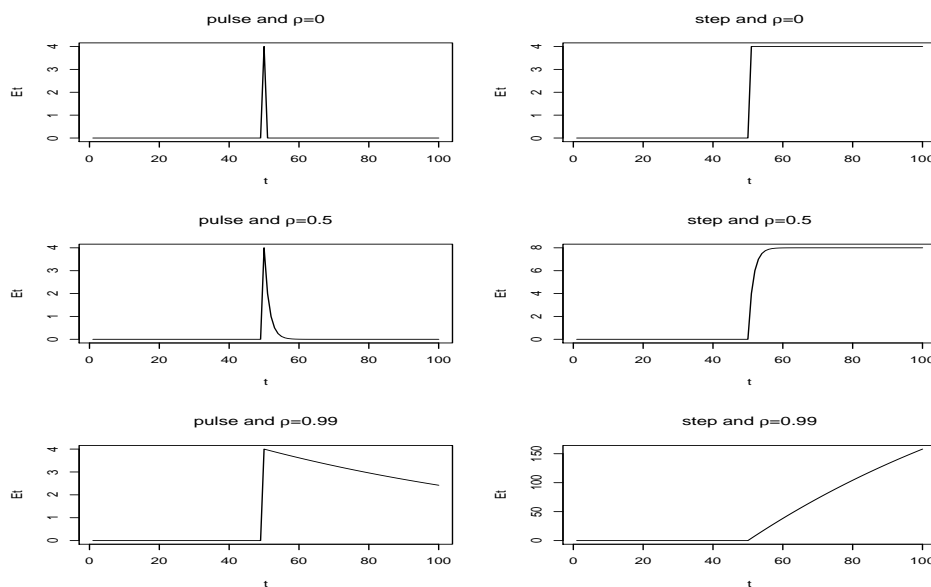 pulse and ρ=0
Et
0 1 2 3 4
0 20 40 60 80 100
t
step and ρ=0
Et
0 1 2 3 4
0 20 40 60 80 100
t
pulse and ρ=0.5
Et
0 1 2 3 4
0 20 40 60 80 100
t
step and ρ=0.5
Et
0 2 4 6 8
0 20 40 60 80 100
t
pulse and ρ=0.99
Et
0 1 2 3 4
0 20 40 60 80 100
t
step and ρ=0.99
Et
0 50 100 150
0 20 40 60 80 100
t